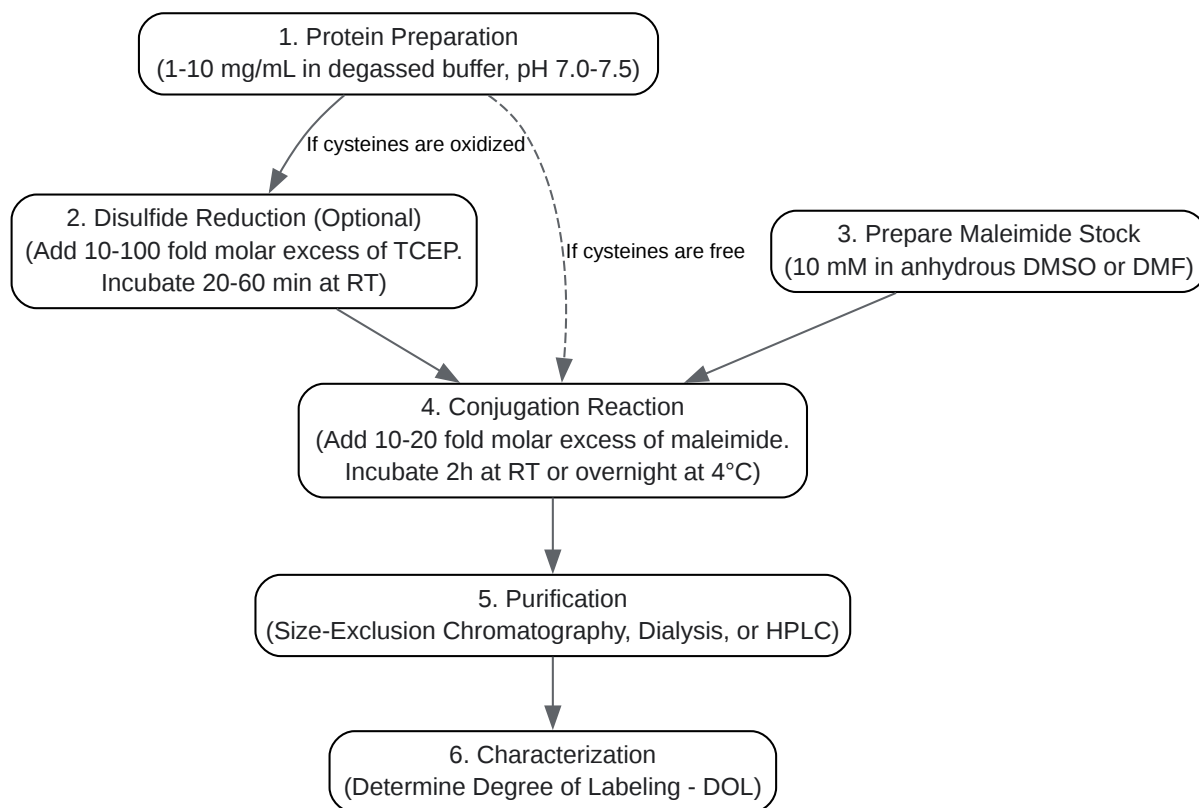 1. Protein Preparation
(1-10 mg/mL in degassed buffer, pH 7.0-7.5)
If cysteines are oxidized
2. Disulfide Reduction (Optional)
(Add 10-100 fold molar excess of TCEP.
Incubate 20-60 min at RT)
If cysteines are free
3. Prepare Maleimide Stock
(10 mM in anhydrous DMSO or DMF)
4. Conjugation Reaction
(Add 10-20 fold molar excess of maleimide.
Incubate 2h at RT or overnight at 4°C)
5. Purification
(Size-Exclusion Chromatography, Dialysis, or HPLC)
6. Characterization
(Determine Degree of Labeling - DOL)